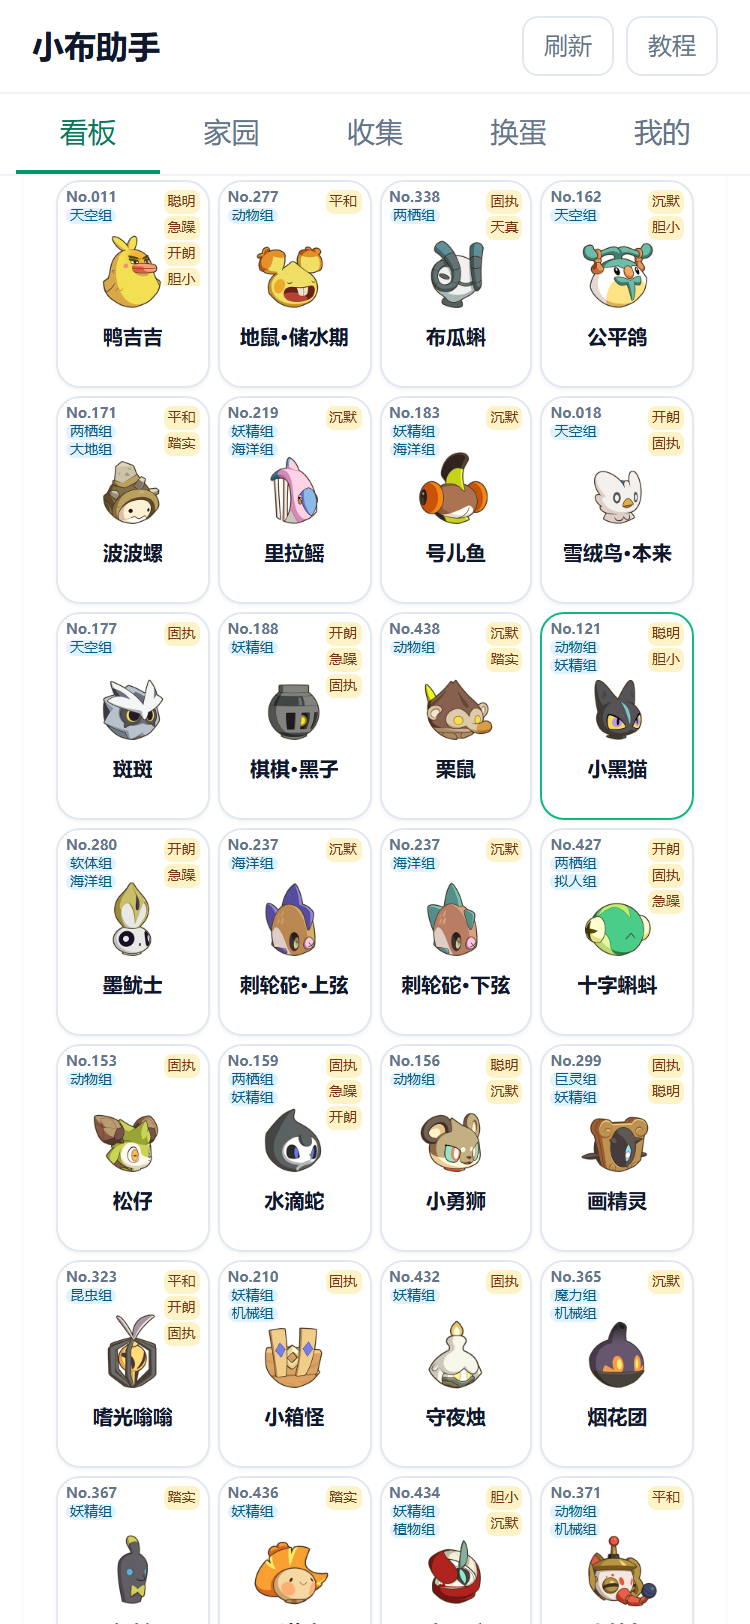 小布助手
刷新
教程
看板
家园
收集
换蛋
我的
No.011
天空组
聪明
急躁
开朗
胆小
鸭吉吉
No.277
动物组
平和
地鼠•储水期
No.338
两栖组
固执
天真
布瓜蝌
No.162
天空组
沉默
胆小
公平鸽
No.171
两栖组
大地组
平和
踏实
波波螺
No.219
妖精组
海洋组
沉默
里拉鳐
No.183
妖精组
海洋组
沉默
号儿鱼
No.018
天空组
开朗
固执
雪绒鸟•本来
No.177
天空组
固执
斑斑
No.188
妖精组
开朗
急躁
固执
棋棋•黑子
No.438
动物组
沉默
踏实
栗鼠
No.121
动物组
妖精组
聪明
胆小
小黑猫
No.280
软体组
海洋组
开朗
急躁
墨鱿士
No.237
海洋组
沉默
刺轮砣•上弦
No.237
海洋组
沉默
刺轮砣•下弦
No.427
两栖组
拟人组
开朗
固执
急躁
十字蝌蚪
No.153
动物组
固执
松仔
No.159
两栖组
妖精组
固执
急躁
开朗
水滴蛇
No.156
动物组
聪明
沉默
小勇狮
No.299
巨灵组
妖精组
固执
聪明
画精灵
No.323
昆虫组
平和
开朗
固执
嗜光嗡嗡
No.210
妖精组
机械组
固执
小箱怪
No.432
妖精组
固执
守夜烛
No.365
魔力组
机械组
沉默
烟花团
No.367
妖精组
踏实
No.436
妖精组
踏实
No.434
妖精组
植物组
胆小
沉默
No.371
动物组
机械组
平和